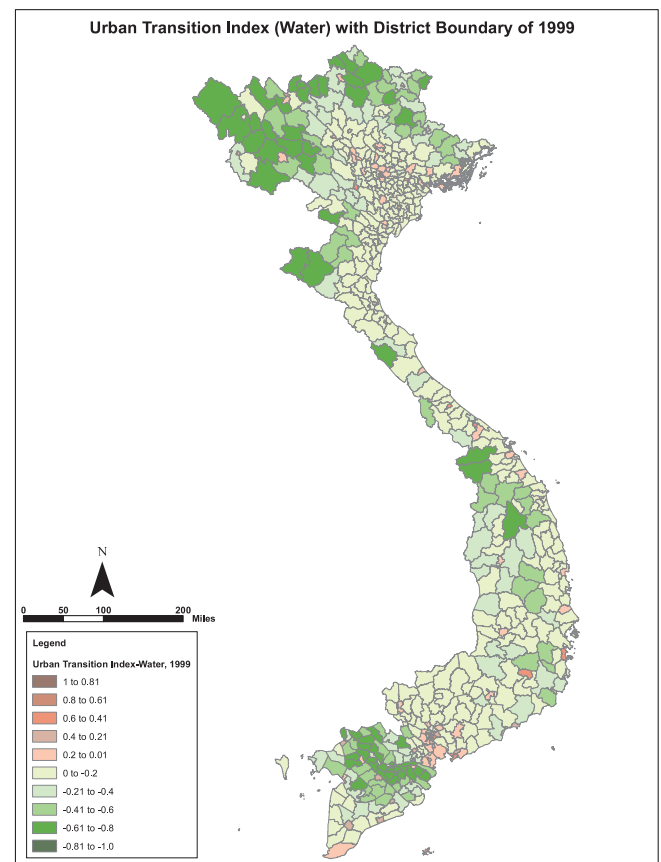 Urban Transition Index (Water) with District Boundary of 1999
N
0 50 100 200
Miles
Legend
Urban Transition Index-Water, 1999
1 to 0.81
0.8 to 0.61
0.6 to 0.41
0.4 to 0.21
0.2 to 0.01
0 to -0.2
-0.21 to -0.4
-0.41 to -0.6
-0.61 to -0.8
-0.81 to -1.0